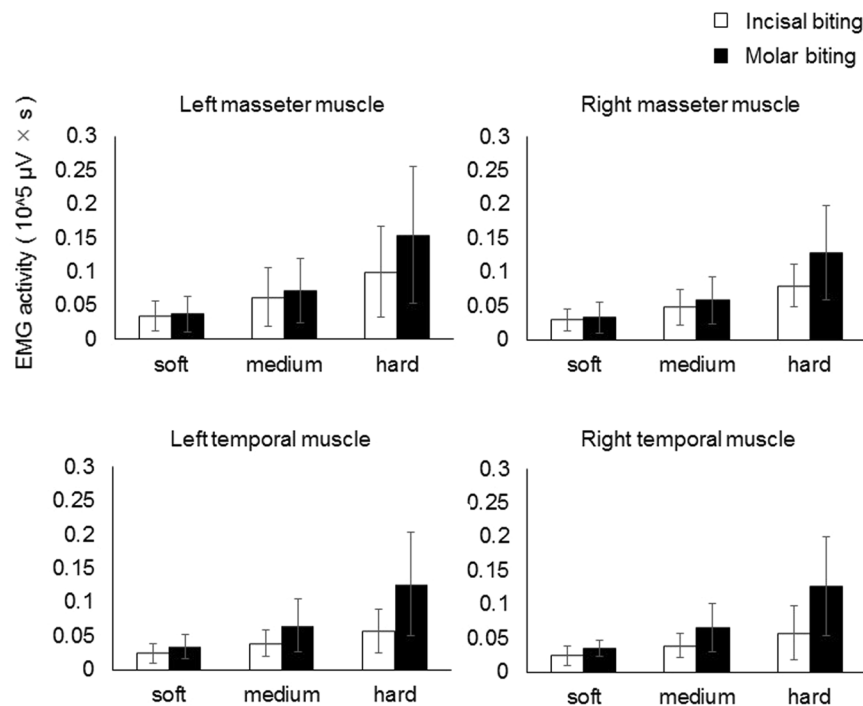 Incisal biting
Molar biting
EMG activity ( 10^5 μV × s )
Left masseter muscle
0.3
0.25
0.2
0.15
0.1
0.05
0
soft medium hard
Right masseter muscle
0.3
0.25
0.2
0.15
0.1
0.05
0
soft medium hard
Left temporal muscle
0.3
0.25
0.2
0.15
0.1
0.05
0
soft medium hard
Right temporal muscle
0.3
0.25
0.2
0.15
0.1
0.05
0
soft medium hard